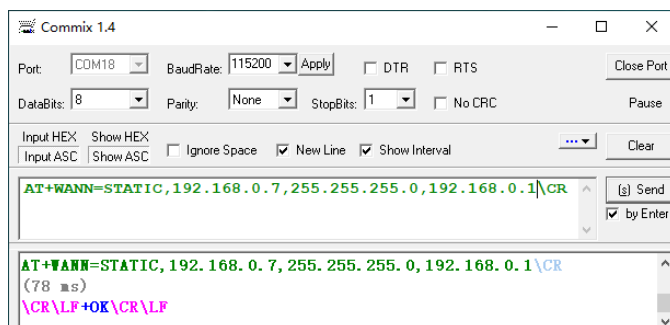 Commix 1.4
Port: COM18 BaudRate: 115200 Apply DTR RTS Close Port
DataBits: 8 Parity: None StopBits: 1 No CRC Pause
Input HEX Show HEX
Input ASC Show ASC Ignore Space New Line Show Interval ... Clear
AT+WANN=STATIC,192.168.0.7,255.255.255.0,192.168.0.1\CR
(s) Send
by Enter
AT+WANN=STATIC,192.168.0.7,255.255.255.0,192.168.0.1\CR
(78 ms)
\CR\LF+OK\CR\LF